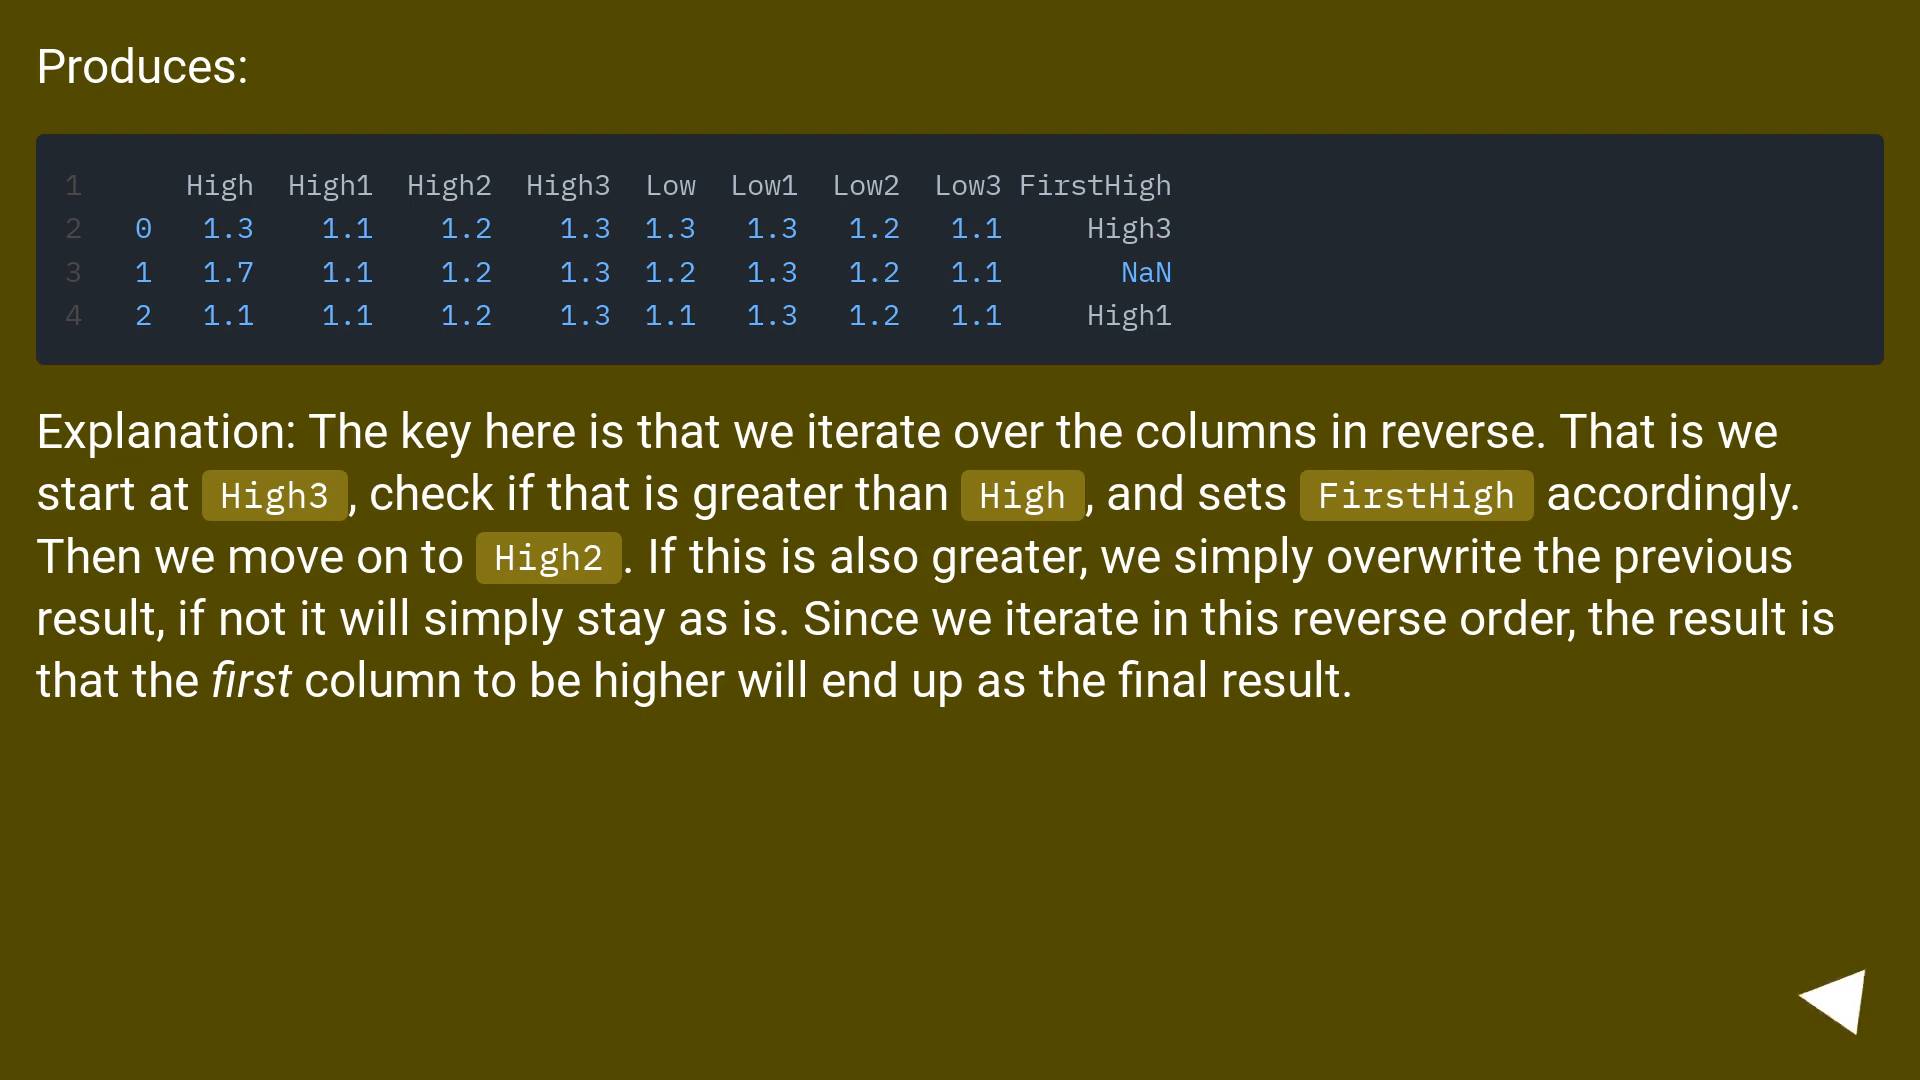 Produces:
1 High High1 High2 High3 Low Low1 Low2 Low3 FirstHigh
2 0 1.3 1.1 1.2 1.3 1.3 1.3 1.2 1.1 High3
3 1 1.7 1.1 1.2 1.3 1.2 1.3 1.2 1.1 NaN
4 2 1.1 1.1 1.2 1.3 1.1 1.3 1.2 1.1 High1
Explanation: The key here is that we iterate over the columns in reverse. That is we
start at High3, check if that is greater than High, and sets FirstHigh accordingly.
Then we move on to High2. If this is also greater, we simply overwrite the previous
result, if not it will simply stay as is. Since we iterate in this reverse order, the result is
that the first column to be higher will end up as the final result.